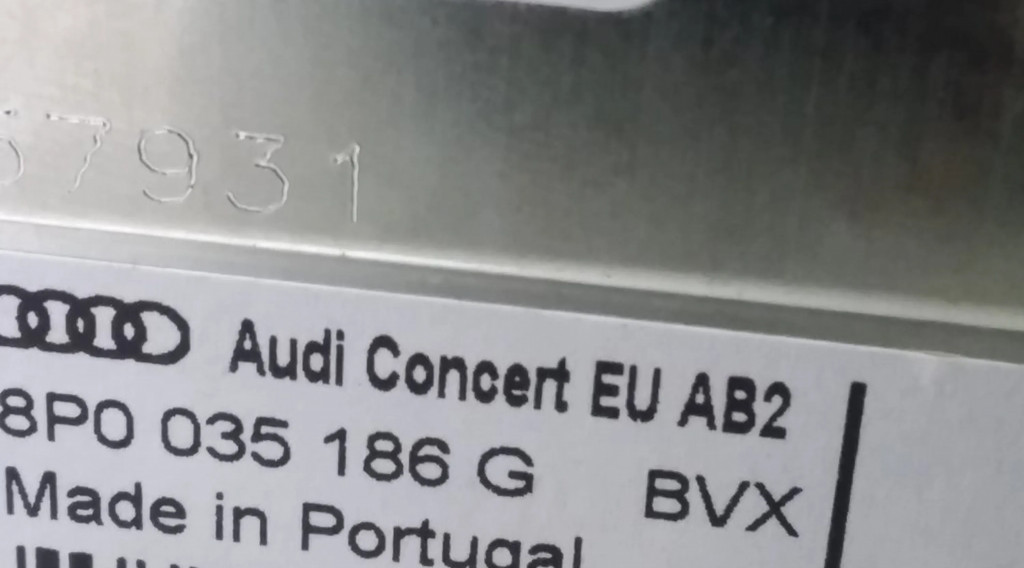 7931
Audi Concert EU AB2
8P0 035 186 G BVX
Made in Portugal